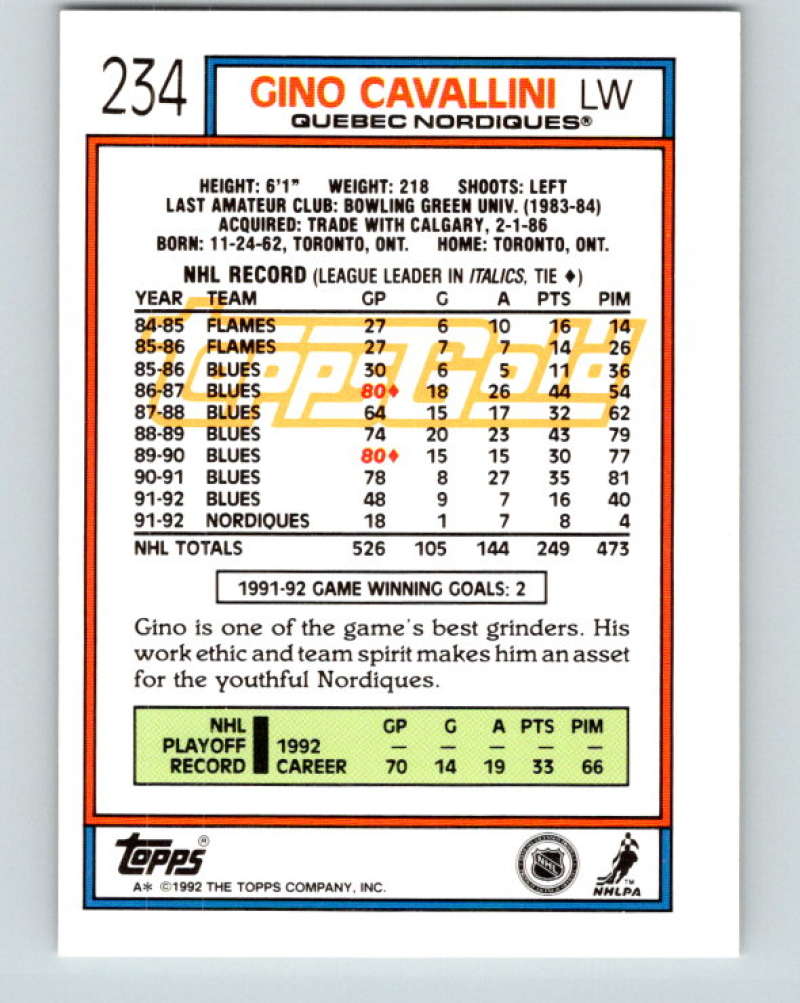 234
GINO CAVALLINI LW
QUEBEC NORDIQUES®
HEIGHT: 6'1" WEIGHT: 218 SHOOTS: LEFT
LAST AMATEUR CLUB: BOWLING GREEN UNIV. (1983-84)
ACQUIRED: TRADE WITH CALGARY, 2-1-86
BORN: 11-24-62, TORONTO, ONT. HOME: TORONTO, ONT.
NHL RECORD (LEAGUE LEADER IN ITALICS, TIE ♦)
YEAR TEAM GP G A PTS PIM
84-85 FLAMES 27 6 10 16 14
85-86 FLAMES 27 7 7 14 26
85-86 BLUES 30 6 5 11 36
86-87 BLUES 80♦ 18 26 44 54
87-88 BLUES 64 15 17 32 62
88-89 BLUES 74 20 23 43 79
89-90 BLUES 80♦ 15 15 30 77
90-91 BLUES 78 8 27 35 81
91-92 BLUES 48 9 7 16 40
91-92 NORDIQUES 18 1 7 8 4
NHL TOTALS 526 105 144 249 473
ToppsGold
1991-92 GAME WINNING GOALS: 2
Gino is one of the game's best grinders. His
work ethic and team spirit makes him an asset
for the youthful Nordiques.
NHL GP G A PTS PIM
PLAYOFF 1992 — — — — —
RECORD CAREER 70 14 19 33 66
TOPPS®
A* ©1992 THE TOPPS COMPANY, INC.
NHL
NHLPA™